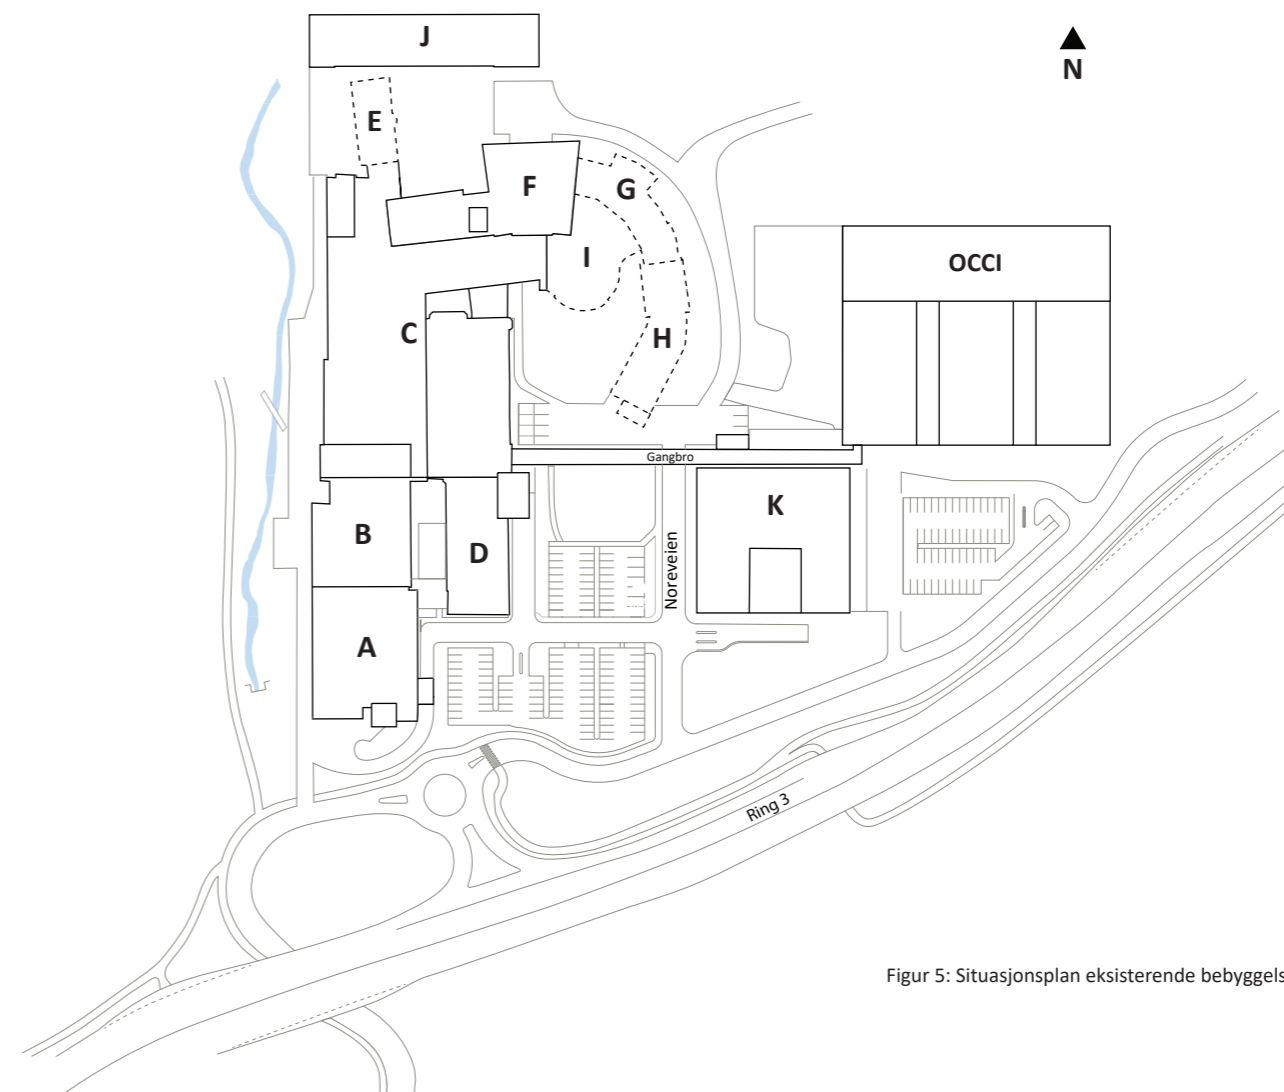 J
N
E
F
G
I
OCCI
C
H
Gangbro
K
B
D
Noreveien
A
Ring 3
Figur 5: Situasjonsplan eksisterende bebyggels